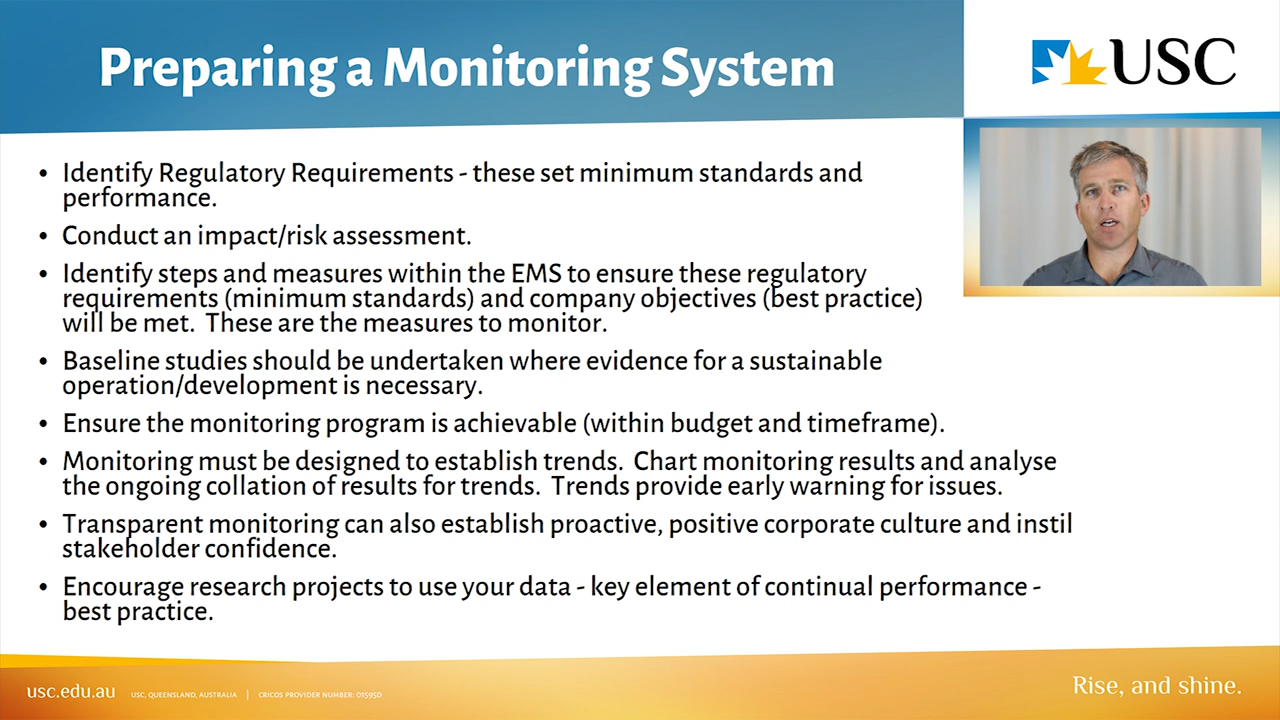 Preparing a Monitoring System
USC
• Identify Regulatory Requirements - these set minimum standards and
performance.
• Conduct an impact/risk assessment.
• Identify steps and measures within the EMS to ensure these regulatory
requirements (minimum standards) and company objectives (best practice)
will be met. These are the measures to monitor.
• Baseline studies should be undertaken where evidence for a sustainable
operation/development is necessary.
• Ensure the monitoring program is achievable (within budget and timeframe).
• Monitoring must be designed to establish trends. Chart monitoring results and analyse
the ongoing collation of results for trends. Trends provide early warning for issues.
• Transparent monitoring can also establish proactive, positive corporate culture and instil
stakeholder confidence.
• Encourage research projects to use your data - key element of continual performance -
best practice.
usc.edu.au USC, QUEENSLAND, AUSTRALIA | CRICOS PROVIDER NUMBER: 01595D
Rise, and shine.